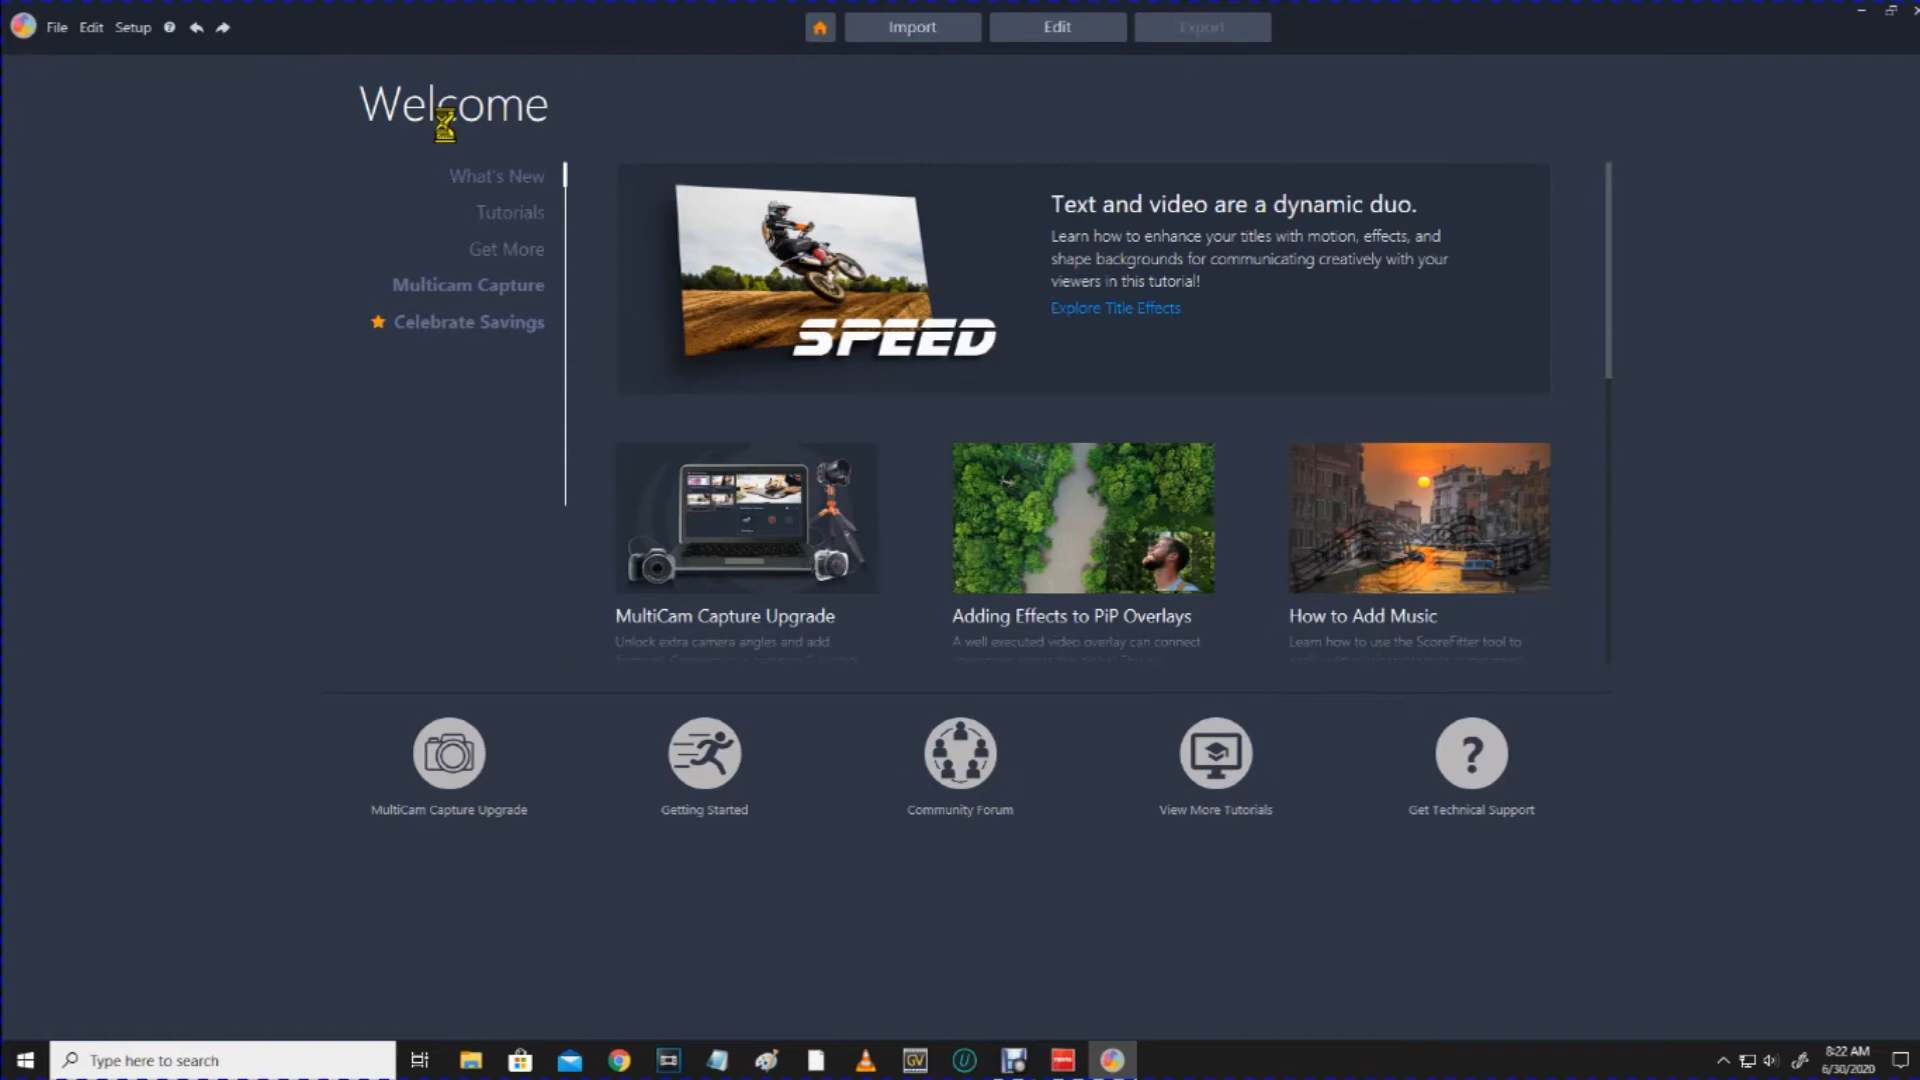 File Edit Setup
Import
Edit
Export
Welcome
What's New
Tutorials
Get More
Multicam Capture
Celebrate Savings
SPEED
Text and video are a dynamic duo.
Learn how to enhance your titles with motion, effects, and
shape backgrounds for communicating creatively with your
viewers in this tutorial!
Explore Title Effects
MultiCam Capture Upgrade
Unlock extra camera angles and add
Adding Effects to PiP Overlays
A well executed video overlay can connect
How to Add Music
Learn how to use the ScoreFitter tool to
MultiCam Capture Upgrade
Getting Started
Community Forum
View More Tutorials
?
Get Technical Support
Type here to search
GV
U
8:22 AM
6/30/2020